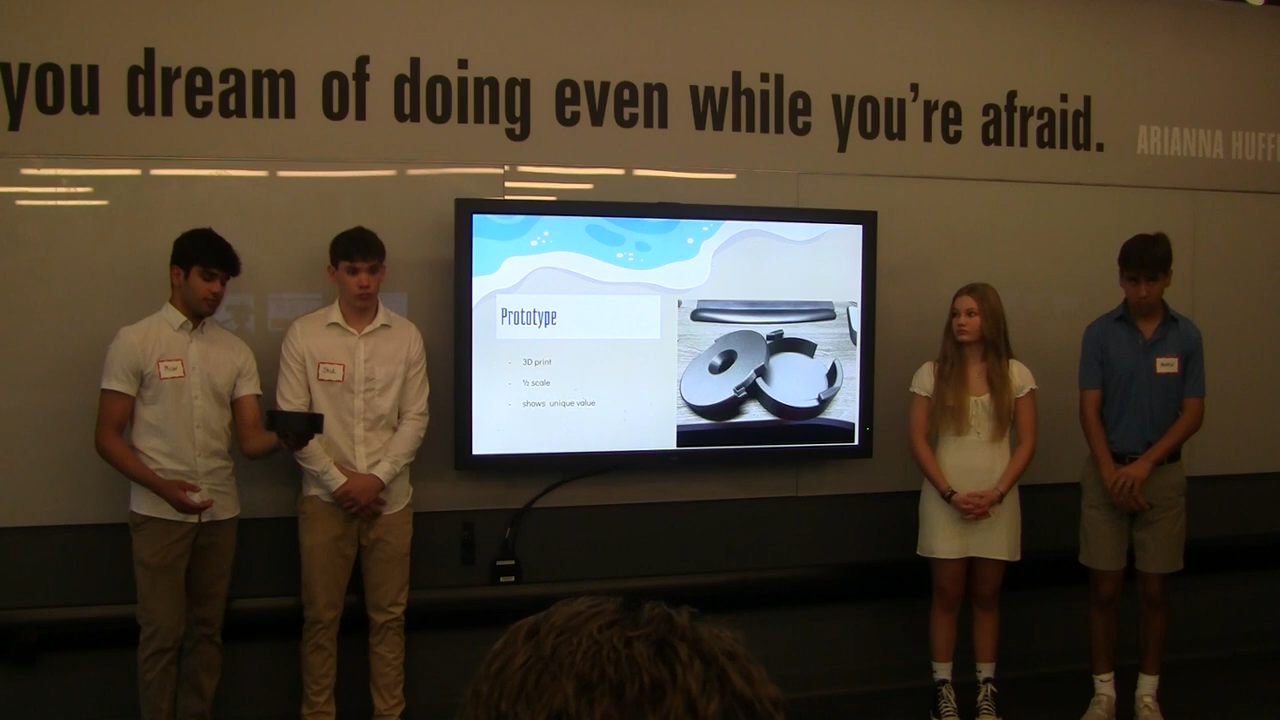 you dream of doing even while you're afraid.
ARIANNA HUFF
Prototype
- 3D print
- ½ scale
- shows unique value